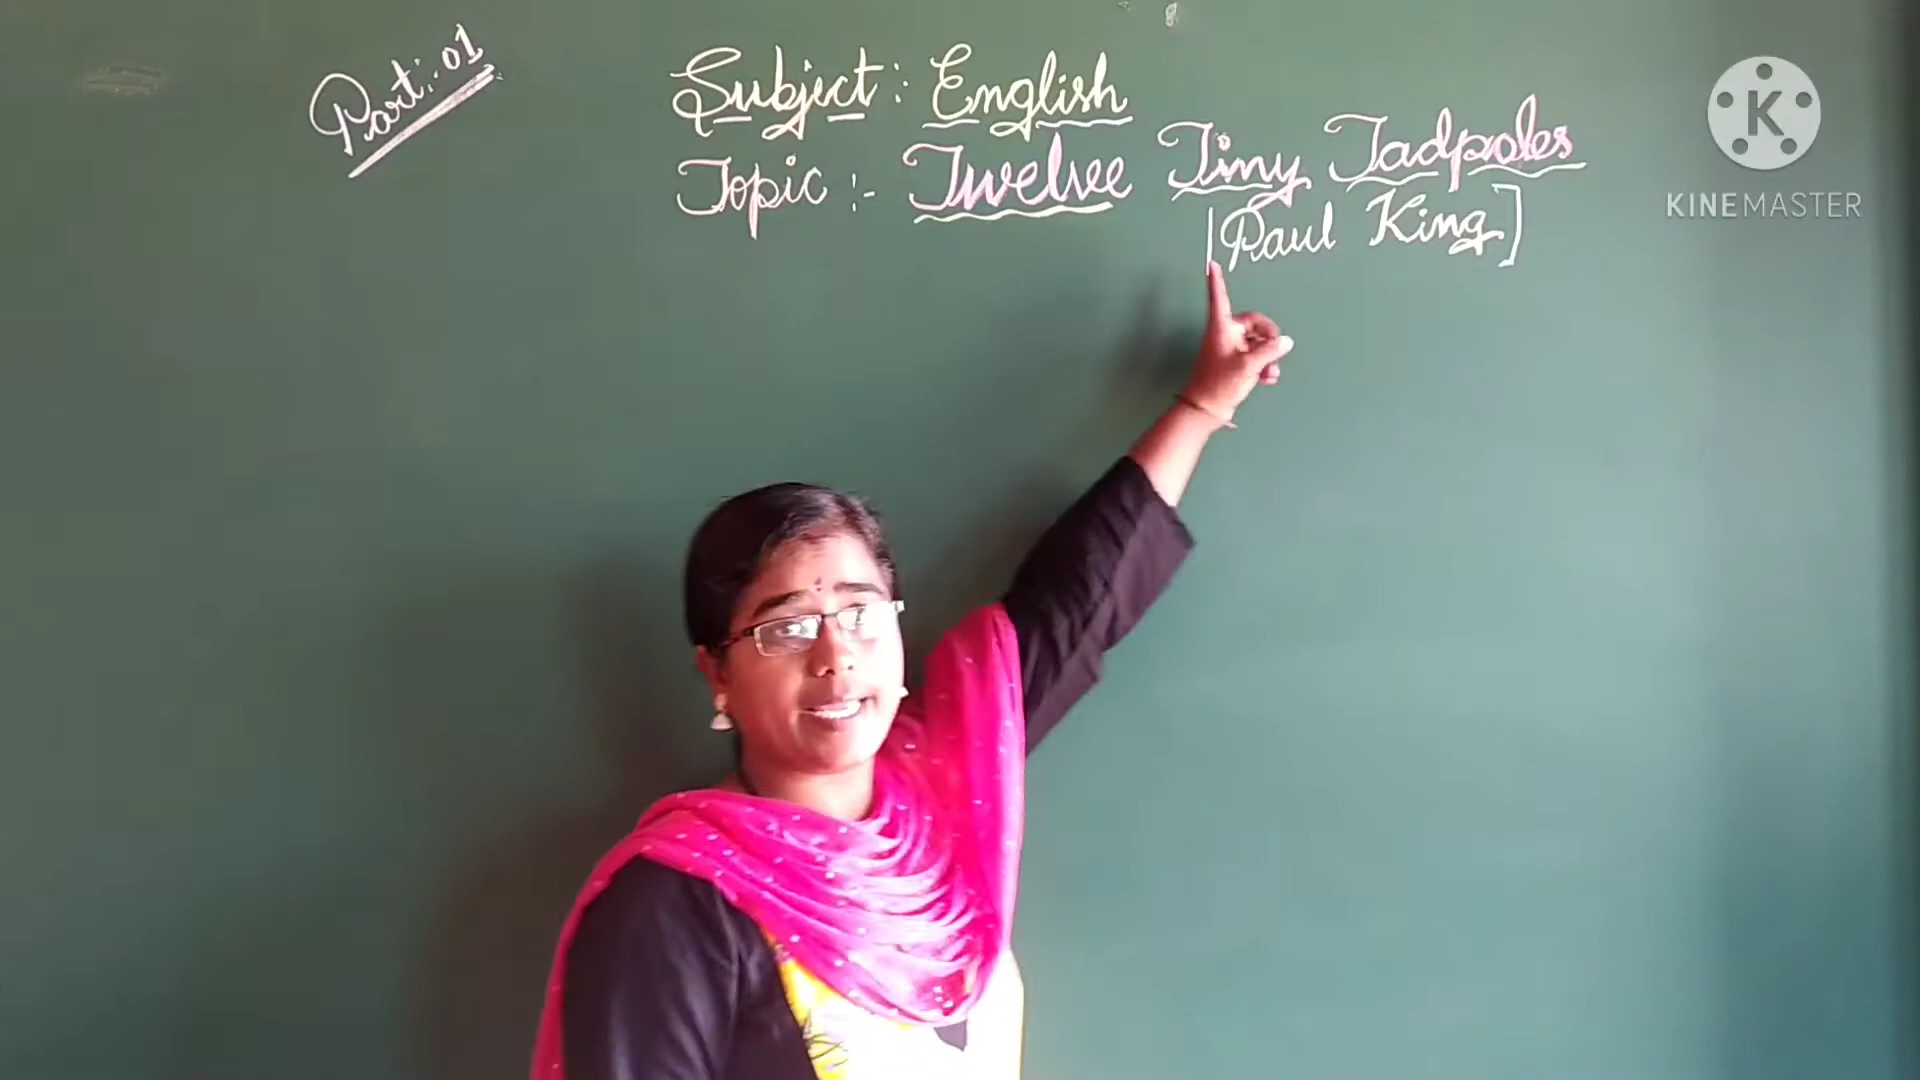 Part:-01
Subject:- English
Topic :- Twelve Tiny Tadpoles
[Paul King]
K
KINEMASTER